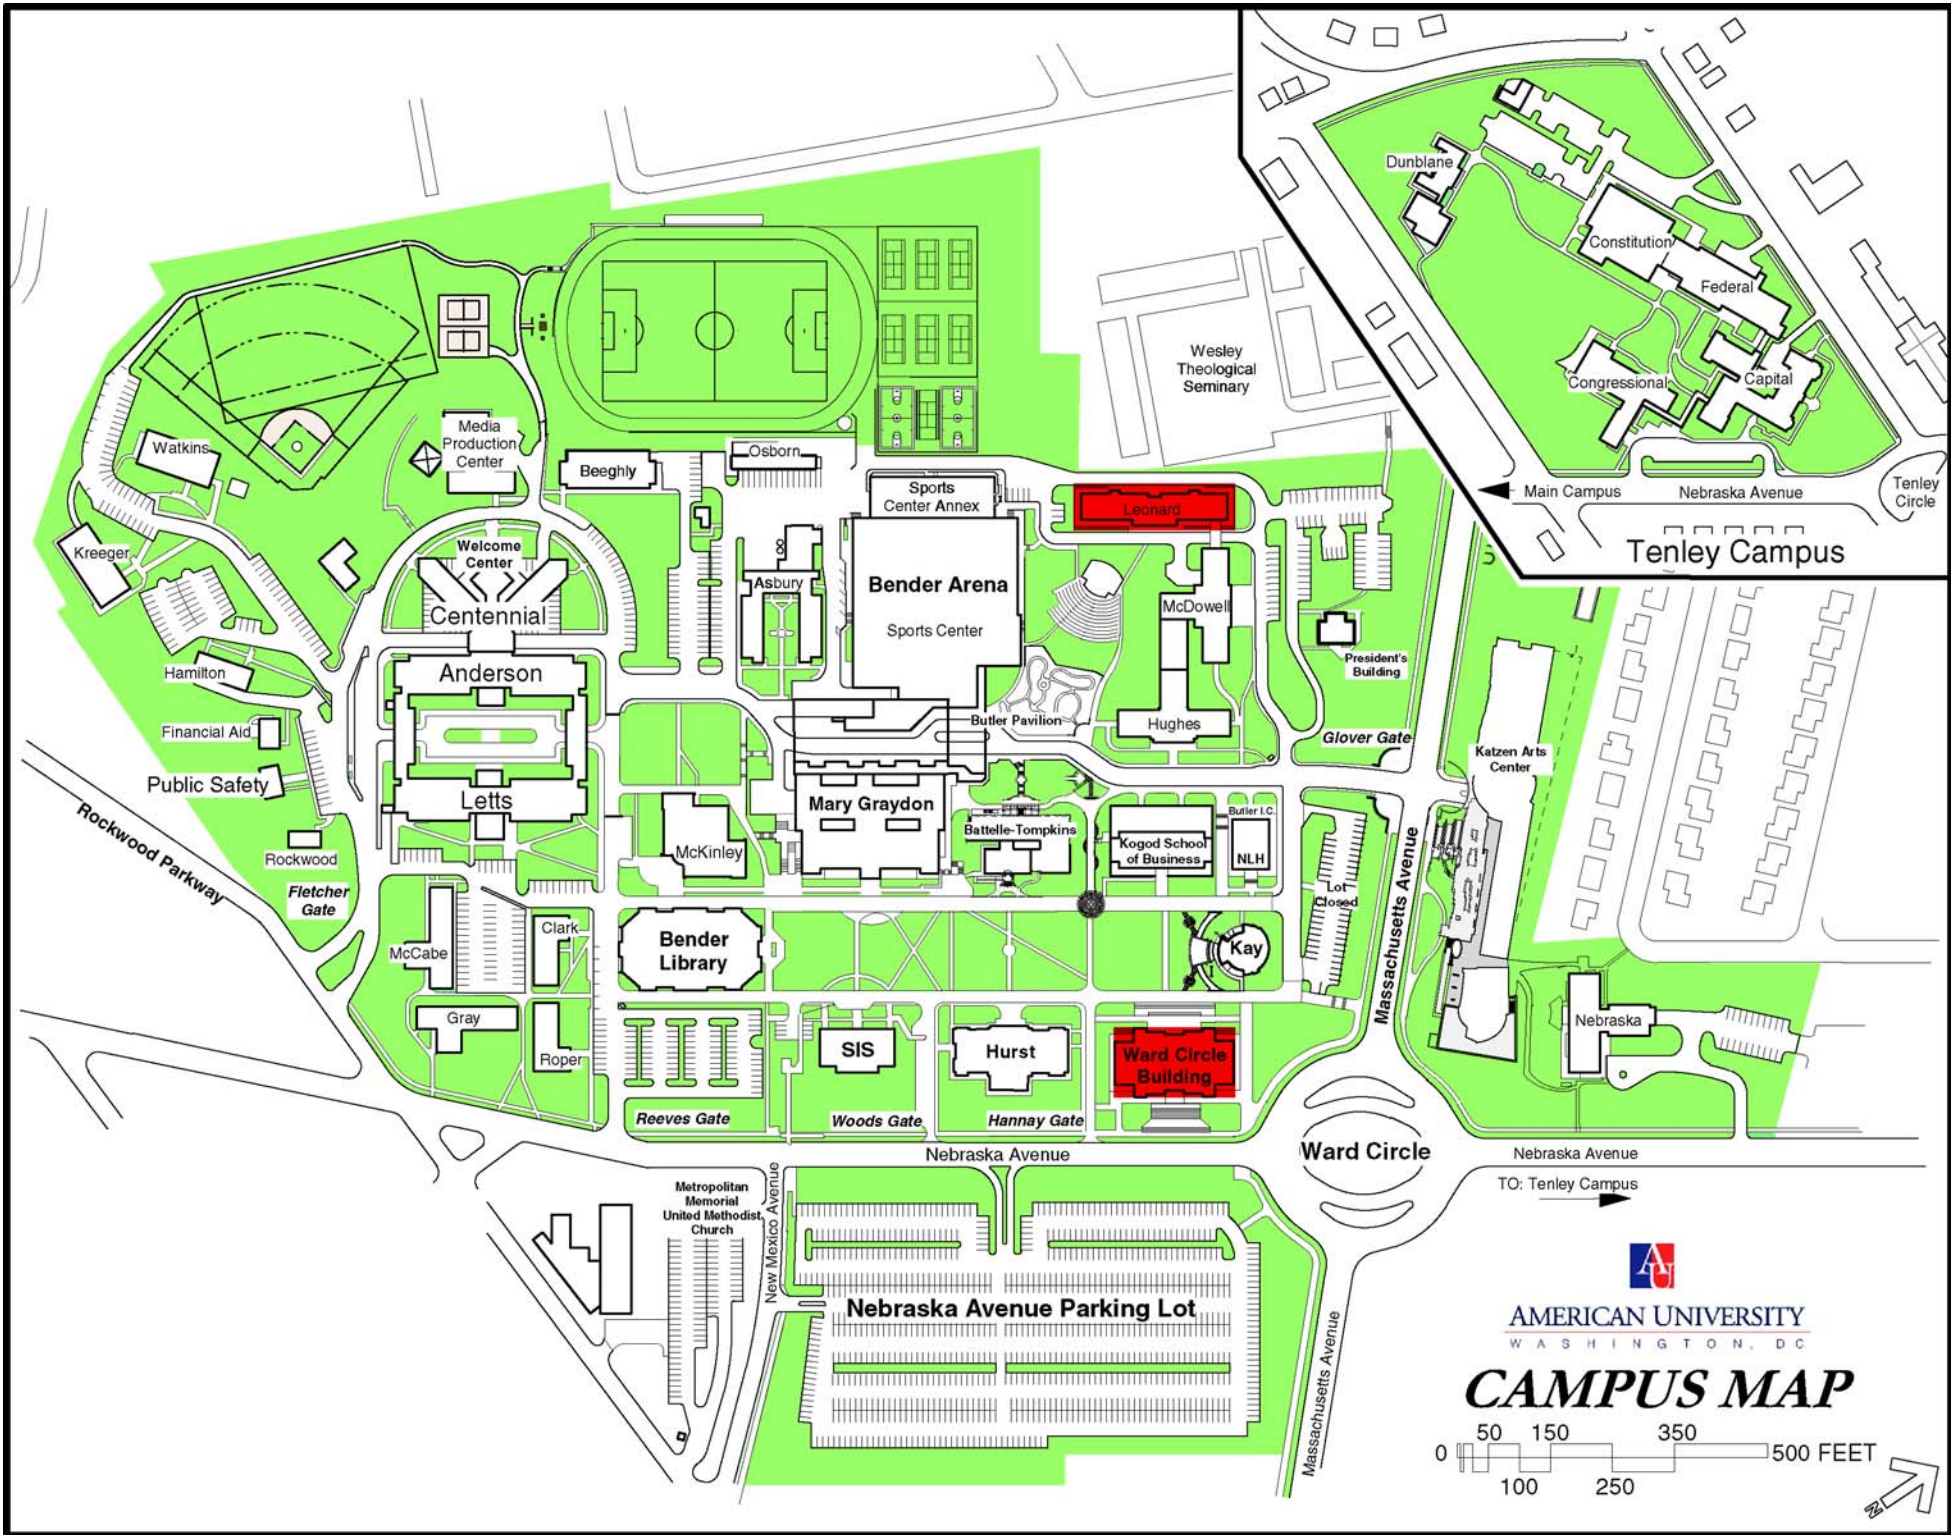 Dunblane
Constitution
Federal
Congressional
Capital
Main Campus
Nebraska Avenue
Tenley
Circle
Tenley Campus
Wesley
Theological
Seminary
Watkins
Media
Production
Center
Beeghly
Osborn
Sports
Center Annex
Leonard
Kreeger
Welcome
Center
Centennial
Asbury
Bender Arena
Sports Center
McDowell
President's
Building
Hamilton
Anderson
Financial Aid
Butler Pavilion
Hughes
Glover Gate
Katzen Arts
Center
Public Safety
Letts
Mary Graydon
Battelle-Tompkins
Kogod School
of Business
Butler I.C.
NLH
McKinley
Rockwood Parkway
Rockwood
Fletcher
Gate
Lot
Closed
Massachusetts Avenue
McCabe
Clark
Bender
Library
Kay
Gray
Roper
SIS
Hurst
Ward Circle
Building
Nebraska
Reeves Gate
Woods Gate
Hannay Gate
Nebraska Avenue
Ward Circle
Nebraska Avenue
TO: Tenley Campus
Metropolitan
Memorial
United Methodist
Church
New Mexico Avenue
Nebraska Avenue Parking Lot
Massachusetts Avenue
AU
AMERICAN UNIVERSITY
WASHINGTON, DC
CAMPUS MAP
50 150 350
0 500 FEET
100 250
N